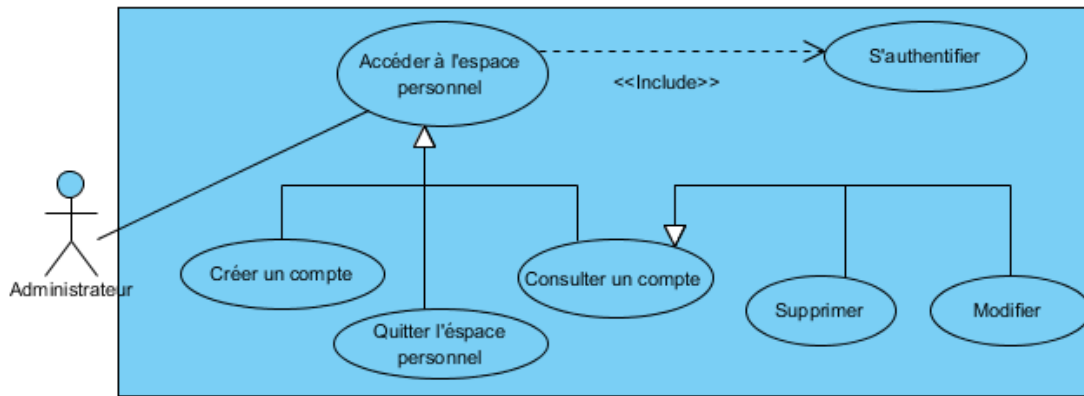 Accéder à l'espace
personnel
<<Include>>
S'authentifier
Administrateur
Créer un compte
Consulter un compte
Quitter l'éspace
personnel
Supprimer
Modifier